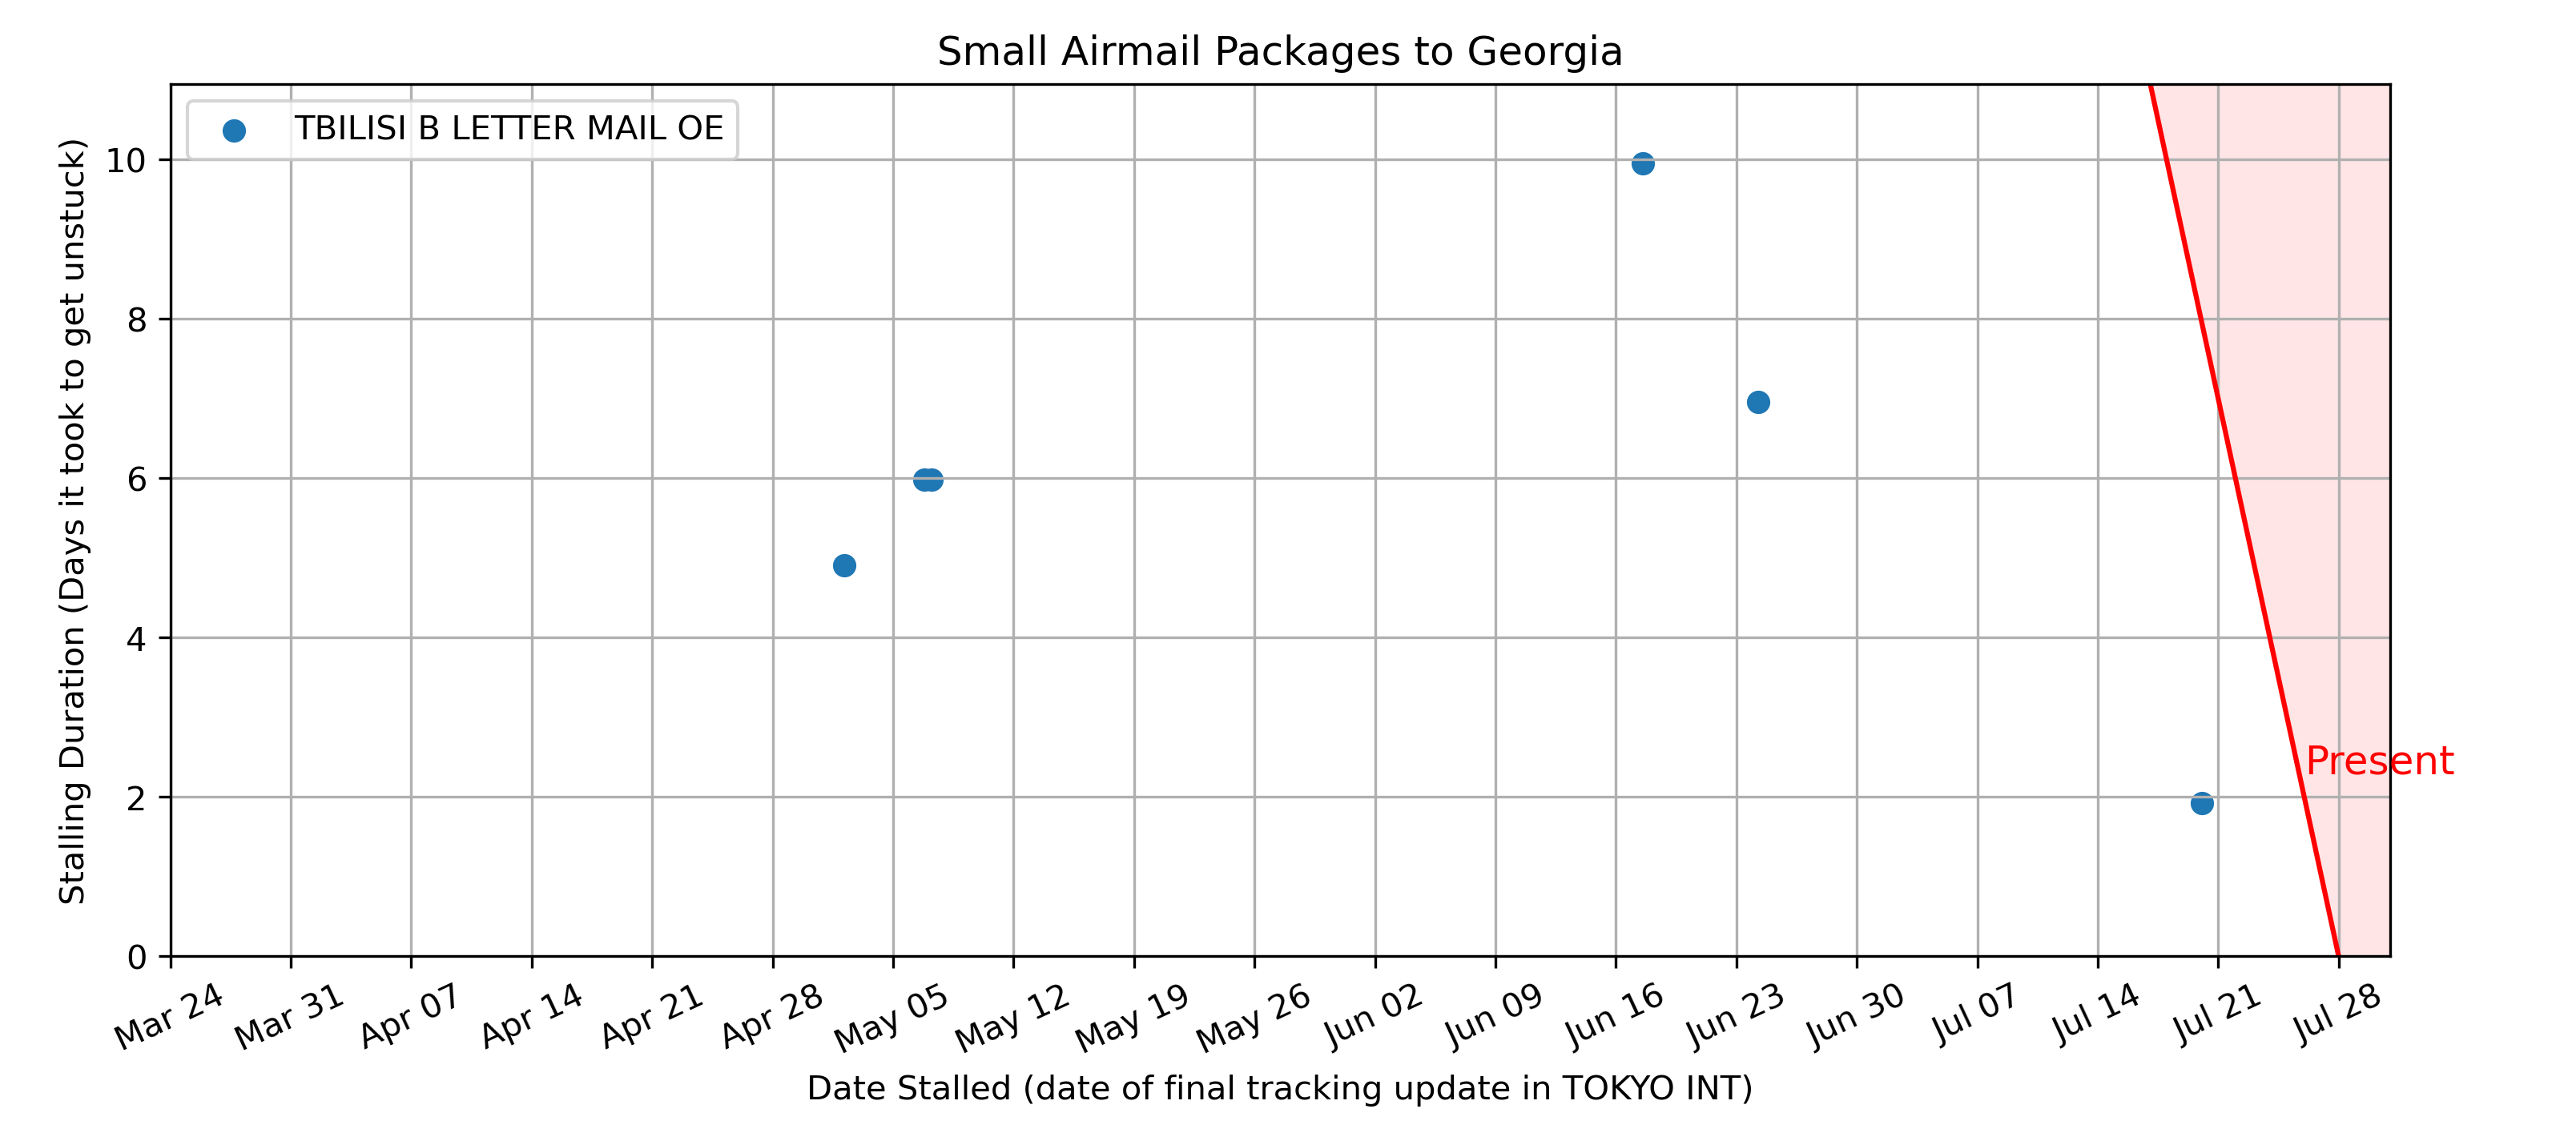 Small Airmail Packages to Georgia
TBILISI B LETTER MAIL OE
Stalling Duration (Days it took to get unstuck)
10
8
6
4
2
0
Present
Mar 24
Mar 31
Apr 07
Apr 14
Apr 21
Apr 28
May 05
May 12
May 19
May 26
Jun 02
Jun 09
Jun 16
Jun 23
Jun 30
Jul 07
Jul 14
Jul 21
Jul 28
Date Stalled (date of final tracking update in TOKYO INT)